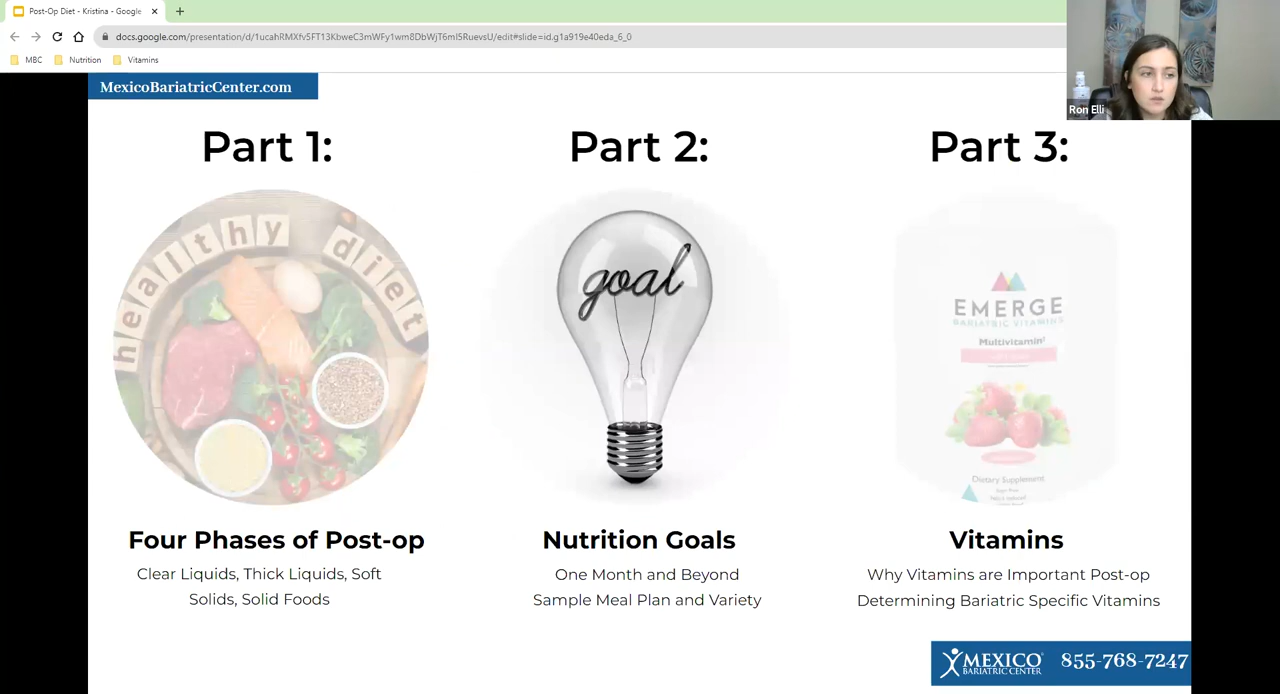 Post-Op Diet - Kristina - Google
docs.google.com/presentation/d/1ucahRMXfv5FT13KbweC3mWFy1wm8DbWjT6mI5RuevsU/edit#slide=id.g1a919e40eda_6_0
MBC
Nutrition
Vitamins
Ron Elli
MexicoBariatricCenter.com
Part 1:
Part 2:
Part 3:
healthy diet
goal
EMERGE
BARIATRIC VITAMINS
Multivitamin
Dietary Supplement
Four Phases of Post-op
Clear Liquids, Thick Liquids, Soft
Solids, Solid Foods
Nutrition Goals
One Month and Beyond
Sample Meal Plan and Variety
Vitamins
Why Vitamins are Important Post-op
Determining Bariatric Specific Vitamins
MEXICO
BARIATRIC CENTER
855-768-7247